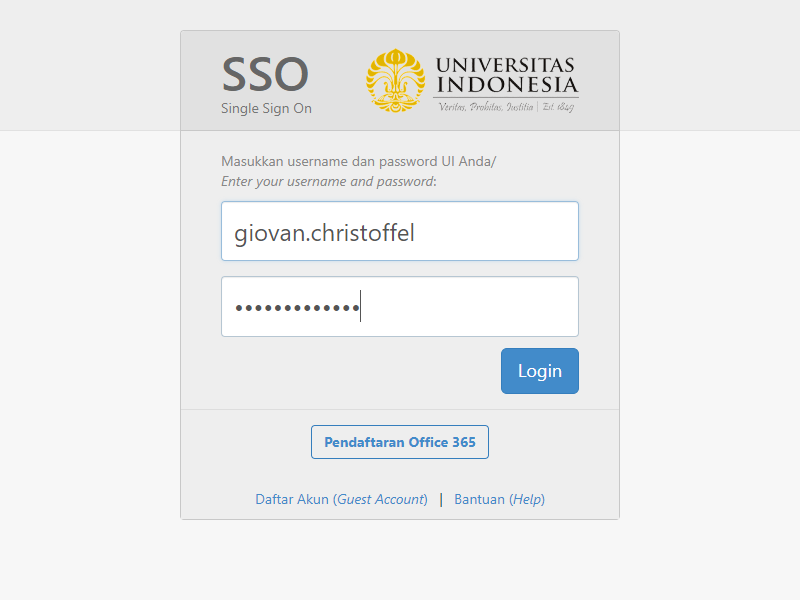 SSO
Single Sign On
UNIVERSITAS
INDONESIA
Veritas, Probitas, Iustitia | Est. 1849
Masukkan username dan password UI Anda/
Enter your username and password:
giovan.christoffel
•••••••••••••
Login
Pendaftaran Office 365
Daftar Akun (Guest Account) | Bantuan (Help)